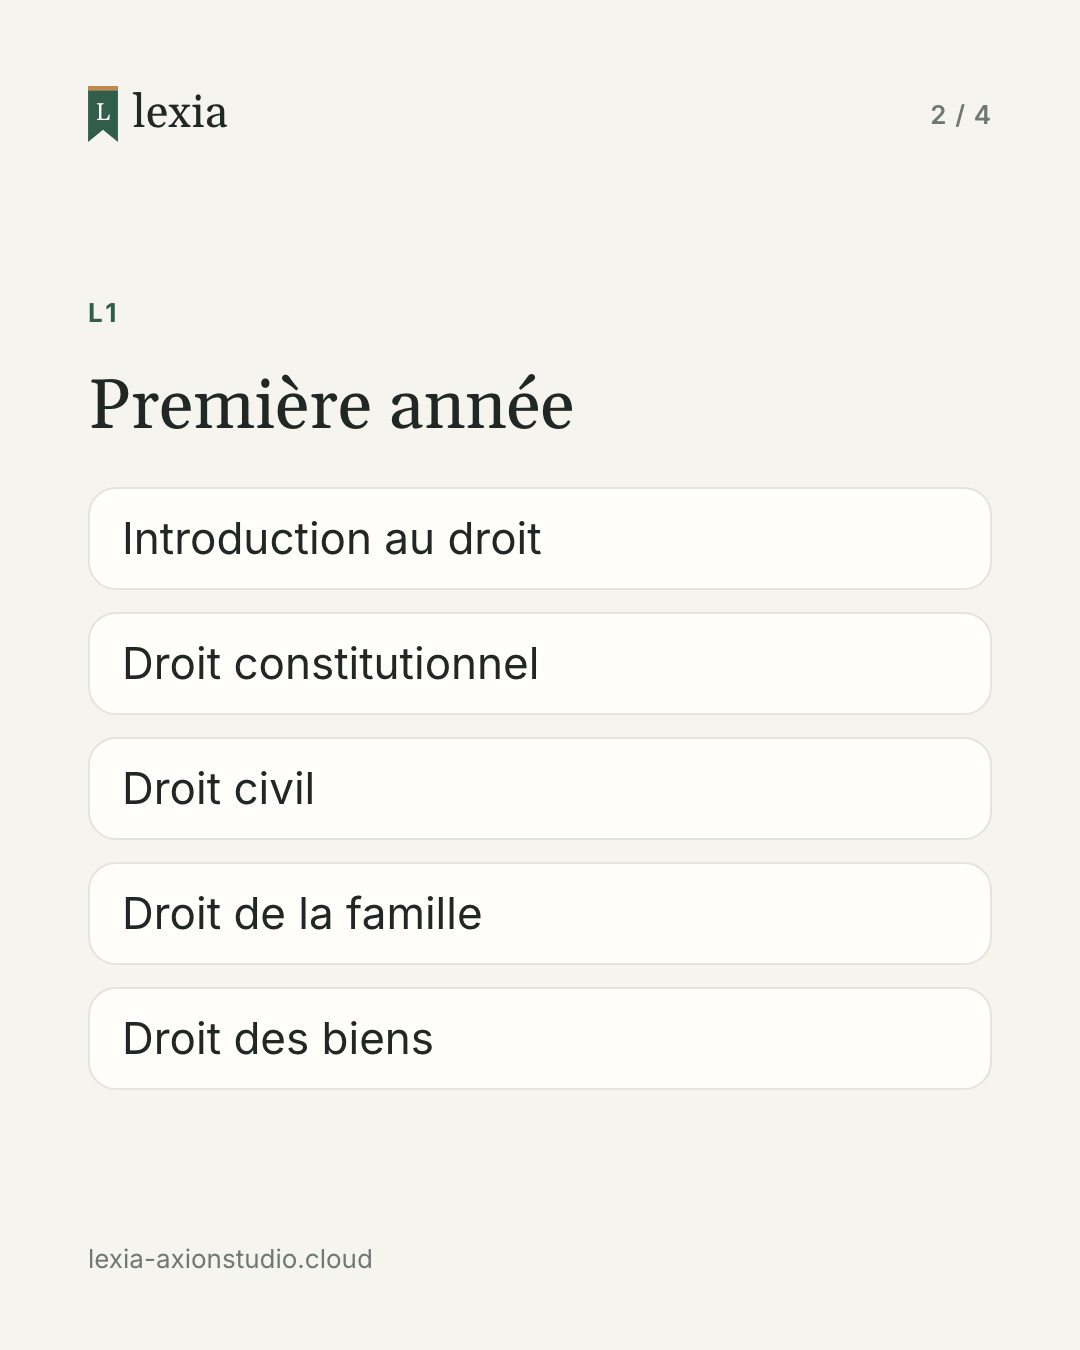 L lexia
2 / 4
L1
Première année
Introduction au droit
Droit constitutionnel
Droit civil
Droit de la famille
Droit des biens
lexia-axionstudio.cloud